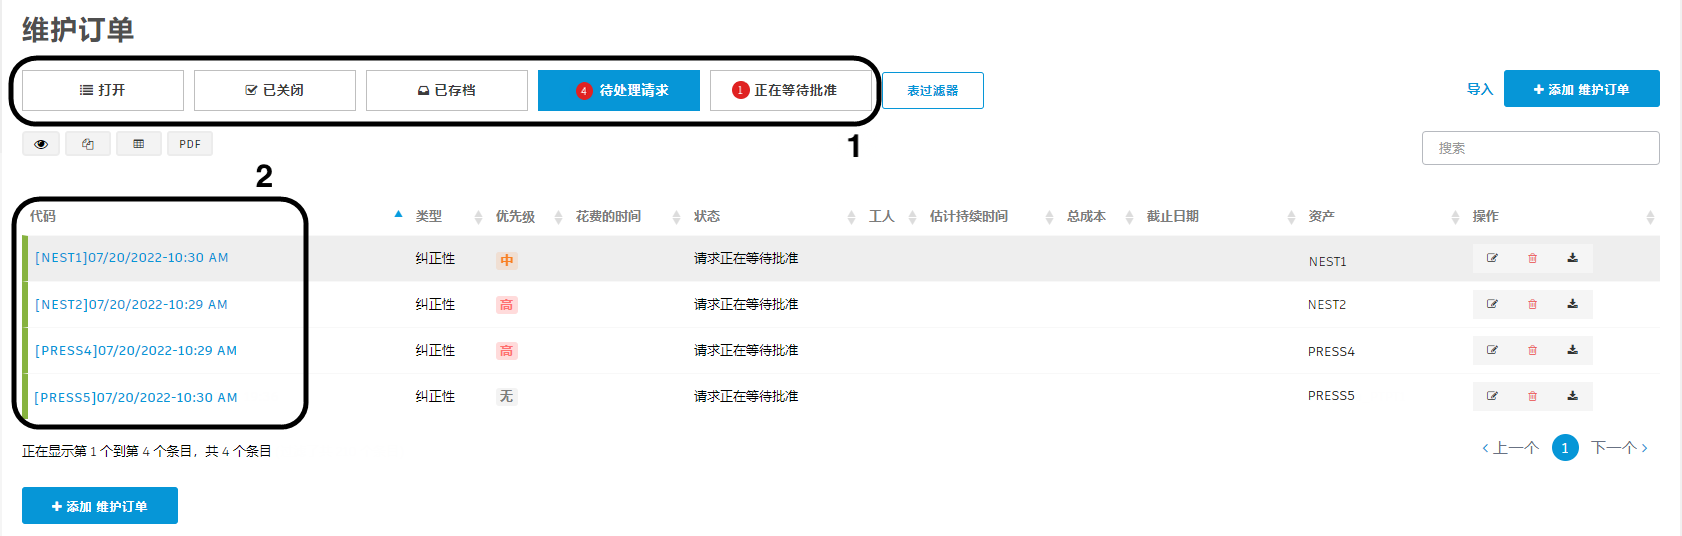 维护订单
打开 已关闭 已存档 4 待处理请求 1 正在等待批准 表过滤器 导入 添加 维护订单
PDF 1 搜索
2
代码 类型 优先级 花费的时间 状态 工人 估计持续时间 总成本 截止日期 资产 操作
[NEST1]07/20/2022-10:30 AM 纠正性 中 请求正在等待批准 NEST1
[NEST2]07/20/2022-10:29 AM 纠正性 高 请求正在等待批准 NEST2
[PRESS4]07/20/2022-10:29 AM 纠正性 高 请求正在等待批准 PRESS4
[PRESS5]07/20/2022-10:30 AM 纠正性 无 请求正在等待批准 PRESS5
正在显示第 1 个到第 4 个条目，共 4 个条目 上一个 1 下一个
添加 维护订单